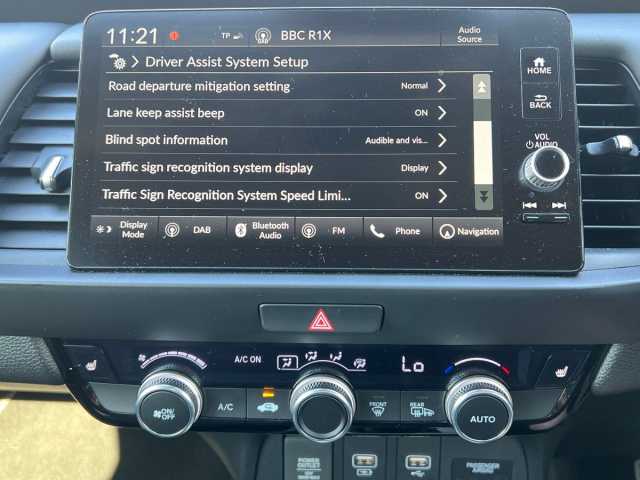 11:21 TP DAB BBC R1X Audio Source
Driver Assist System Setup
Road departure mitigation setting Normal
Lane keep assist beep ON
Blind spot information Audible and vis...
Traffic sign recognition system display Display
Traffic Sign Recognition System Speed Limi... ON
HOME
BACK
VOL
AUDIO
Display Mode
DAB
Bluetooth Audio
FM
Phone
Navigation
A/C ON
Lo
ON/OFF
A/C
FRONT
REAR
AUTO
POWER OUTLET
PASSENGER AIRBAG